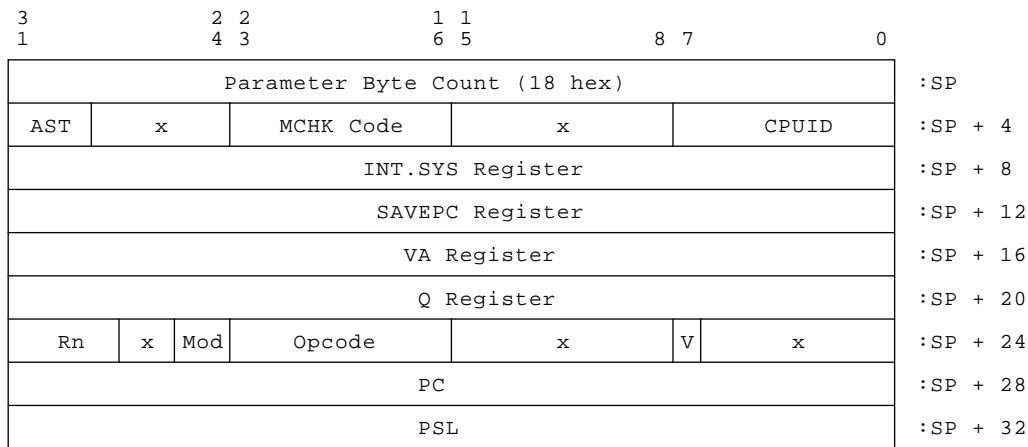 3 2 2 1 1
1 4 3 6 5 8 7 0
Parameter Byte Count (18 hex) :SP
AST x MCHK Code x CPUID :SP + 4
INT.SYS Register :SP + 8
SAVEPC Register :SP + 12
VA Register :SP + 16
Q Register :SP + 20
Rn x Mod Opcode x V x :SP + 24
PC :SP + 28
PSL :SP + 32